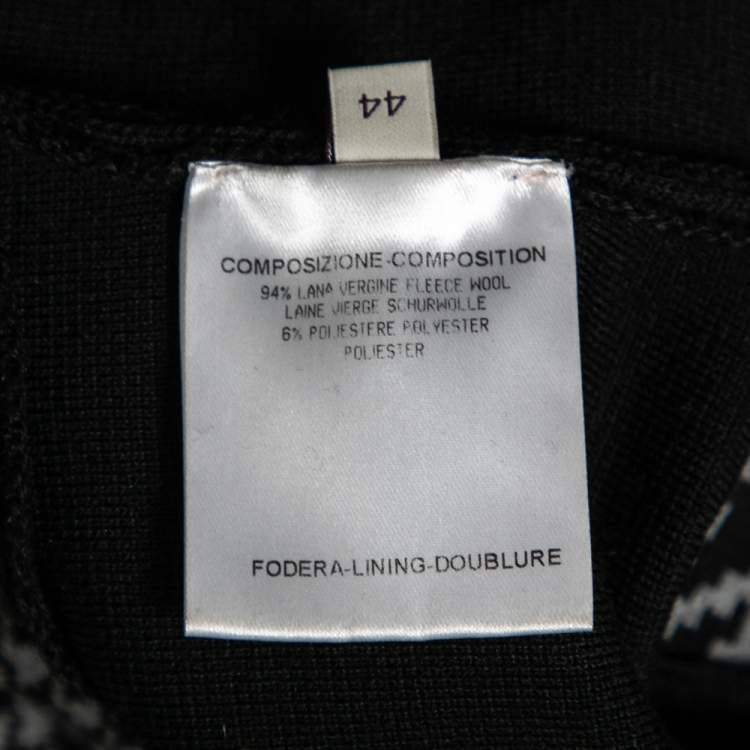 44
COMPOSIZIONE-COMPOSITION
94% LANA VERGINE FLEECE WOOL
LAINE VIERGE SCHURWOLLE
6% POLIESTERE POLYESTER
POLIESTER
FODERA-LINING-DOUBLURE